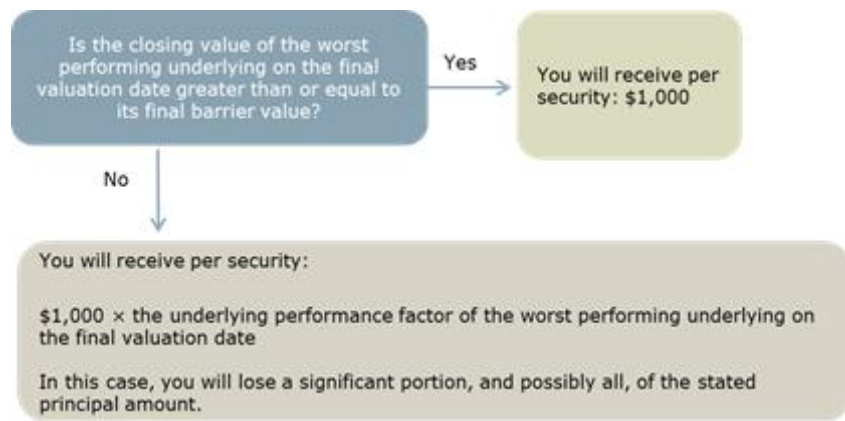 Is the closing value of the worst
performing underlying on the final
valuation date greater than or equal to
its final barrier value?
Yes
You will receive per
security: $1,000
No
You will receive per security:
$1,000 × the underlying performance factor of the worst performing underlying on
the final valuation date
In this case, you will lose a significant portion, and possibly all, of the stated
principal amount.